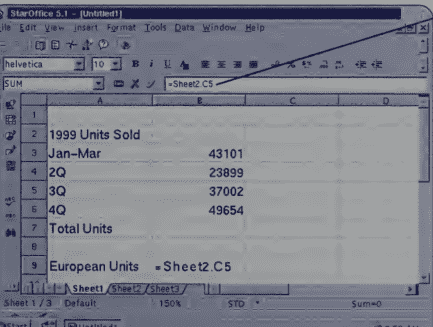 StarOffice 5.1 - [Untitled1]
File Edit View Insert Format Tools Data Window Help
helvetica 10 B i U A
SUM =Sheet2.C5
A B C D
1
2 1999 Units Sold
3 Jan-Mar 43101
4 2Q 23899
5 3Q 37002
6 4Q 49654
7 Total Units
8
9 European Units =Sheet2.C5
Sheet1 Sheet2 Sheet3
Sheet 1 / 3 Default 150% STD * Sum=0
Start Untitled1